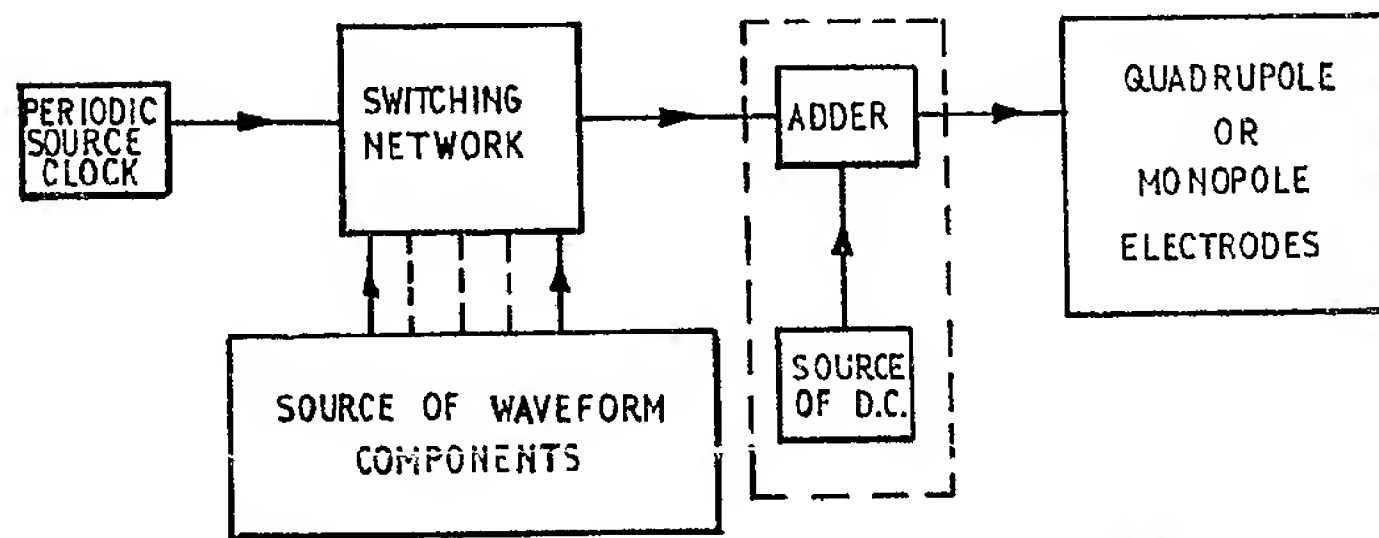 PERIODIC
SOURCE
CLOCK
SWITCHING
NETWORK
ADDER
QUADRUPOLE
OR
MONOPOLE
ELECTRODES
SOURCE
OF D.C.
SOURCE OF WAVEFORM
COMPONENTS